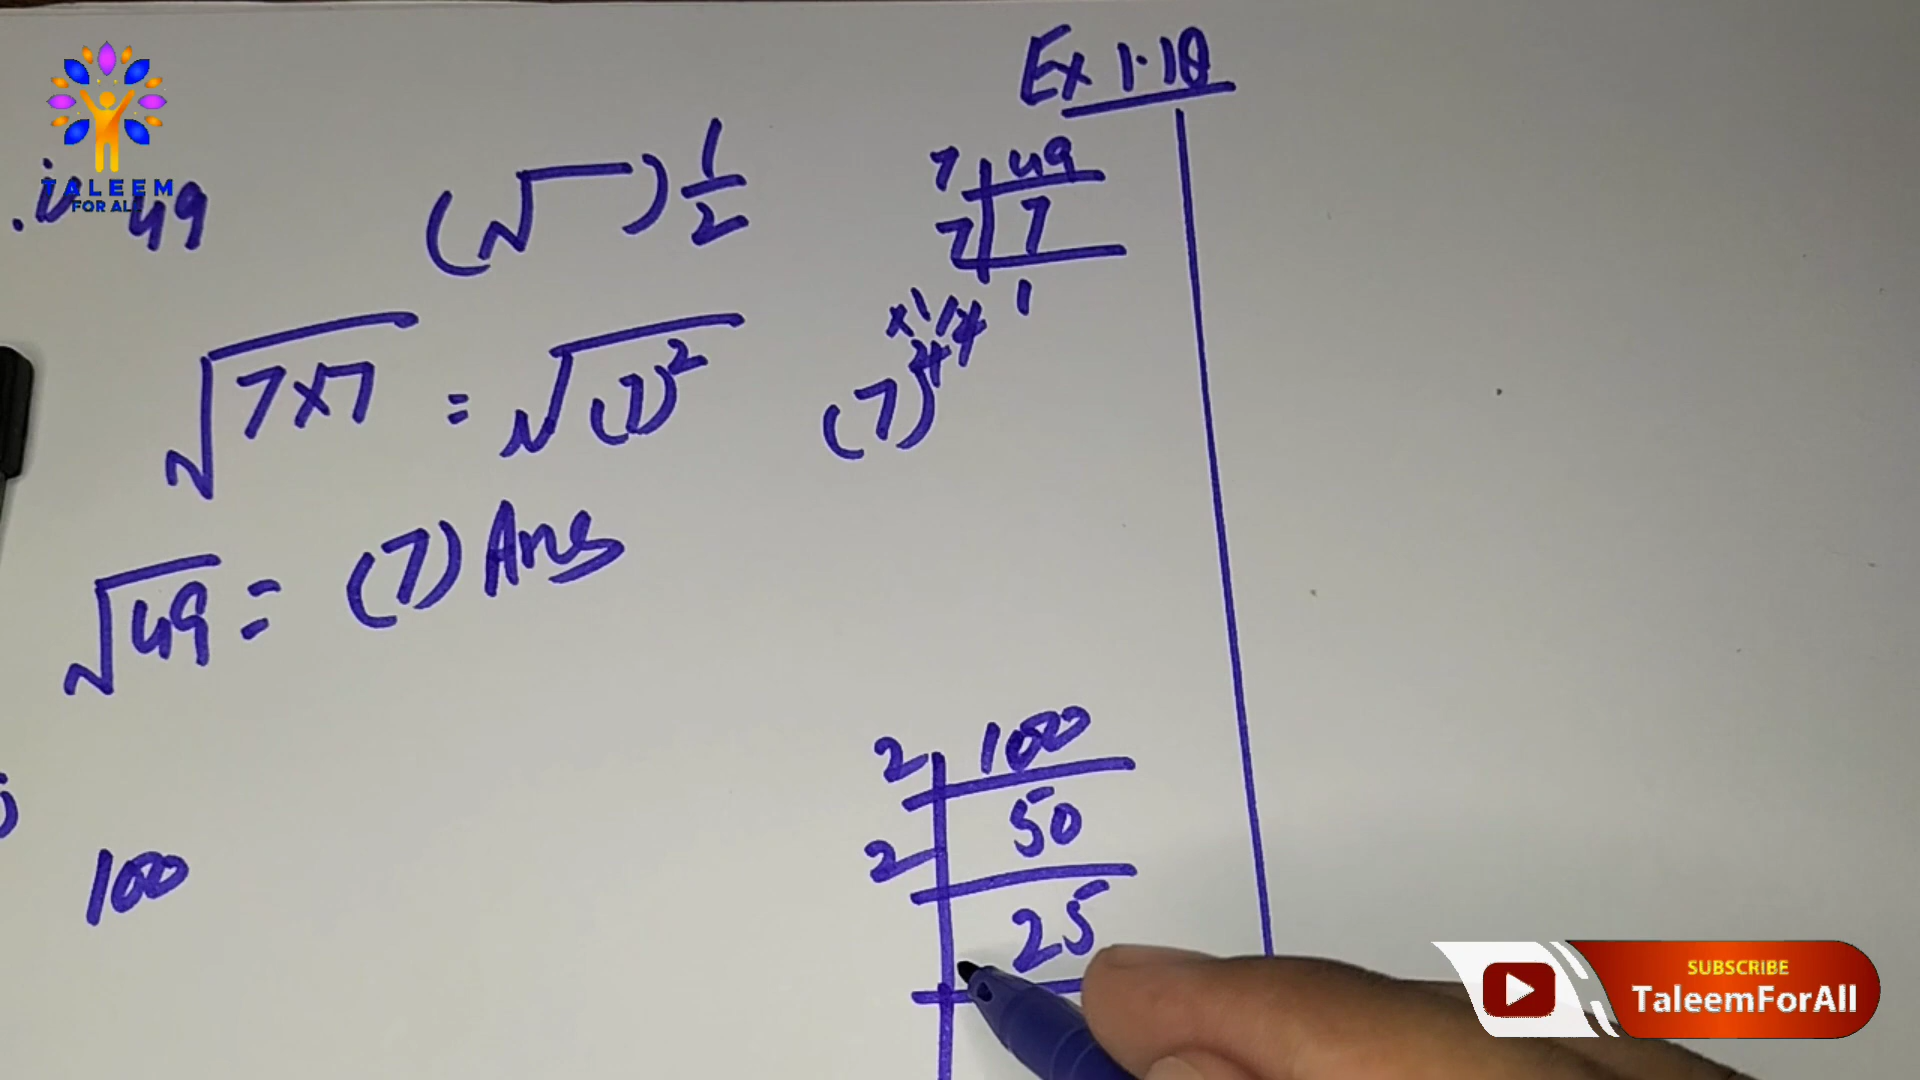 Ex 1.10
TALEEM
FOR ALL
49
(√ )^1/2
7 | 49
7 | 7
1
√7×7 = √(7)^2
(7)
√49 = (7) Ans
2 | 100
2 | 50
25
100
SUBSCRIBE
TaleemForAll